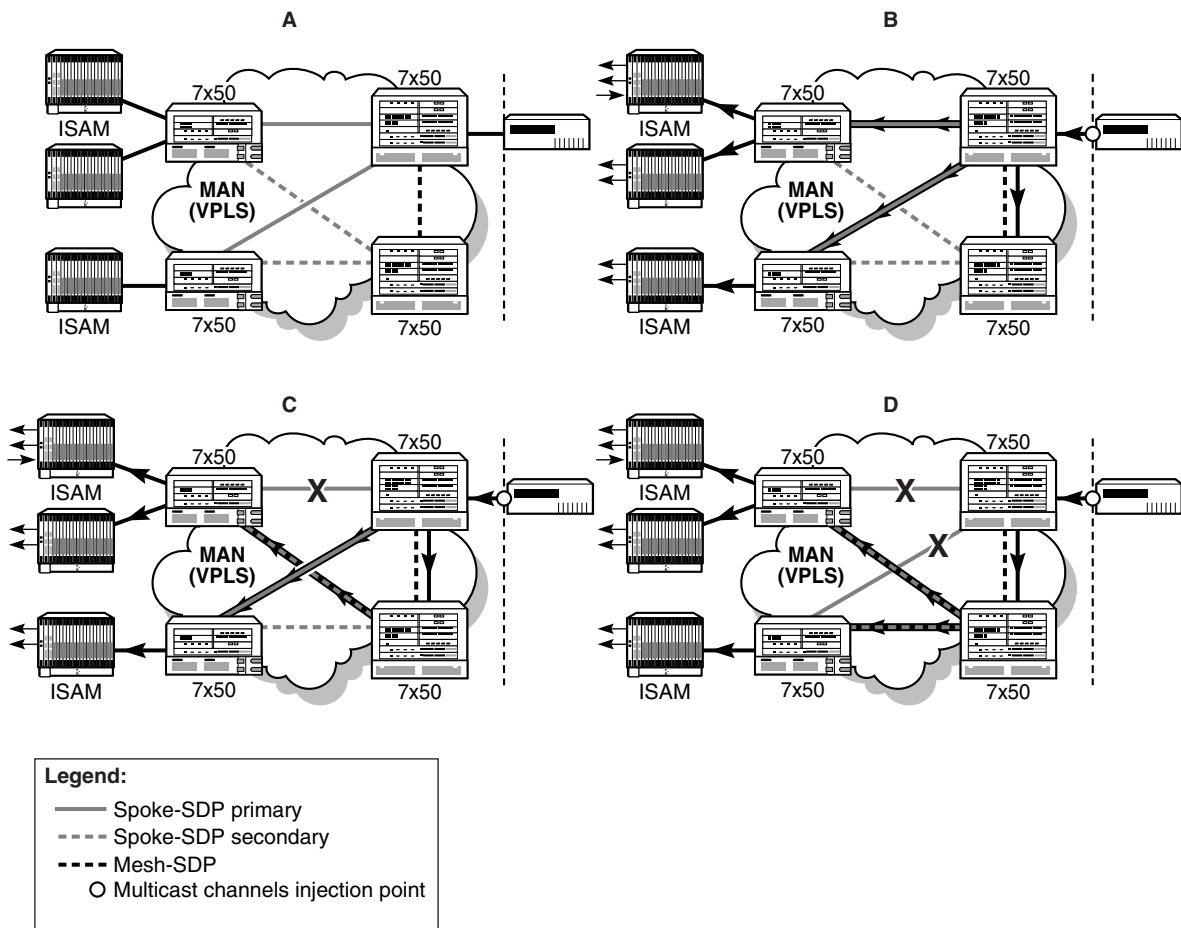 A
7x50
7x50
ISAM
MAN
(VPLS)
ISAM
7x50
7x50
B
7x50
7x50
ISAM
MAN
(VPLS)
ISAM
7x50
7x50
C
7x50
7x50
X
ISAM
MAN
(VPLS)
ISAM
7x50
7x50
D
7x50
7x50
X
ISAM
X
MAN
(VPLS)
ISAM
7x50
7x50
Legend:
Spoke-SDP primary
Spoke-SDP secondary
Mesh-SDP
Multicast channels injection point